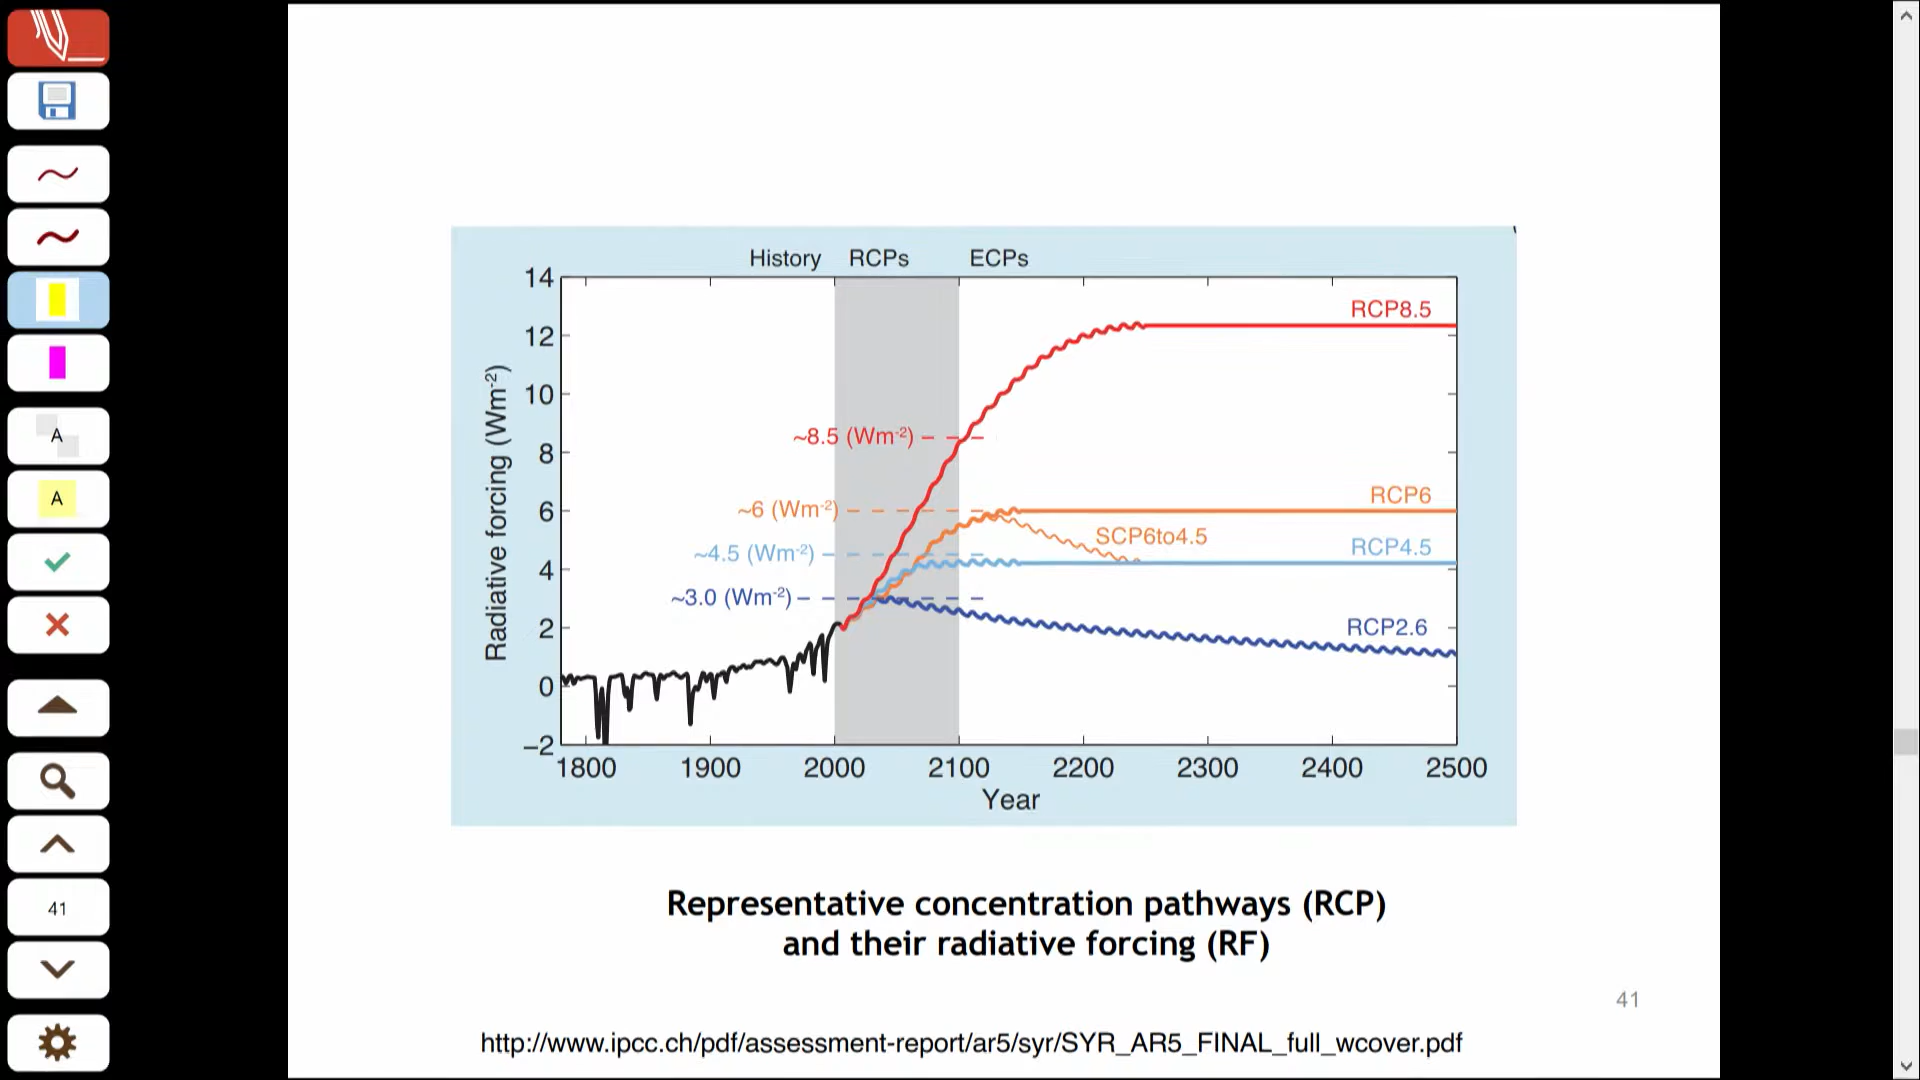 A
A
41
History RCPs ECPs
14
12
10
8
6
4
2
0
−2
Radiative forcing (Wm-2)
RCP8.5
~8.5 (Wm-2)
RCP6
~6 (Wm-2)
SCP6to4.5
RCP4.5
~4.5 (Wm-2)
~3.0 (Wm-2)
RCP2.6
1800 1900 2000 2100 2200 2300 2400 2500
Year
Representative concentration pathways (RCP)
and their radiative forcing (RF)
41
http://www.ipcc.ch/pdf/assessment-report/ar5/syr/SYR_AR5_FINAL_full_wcover.pdf